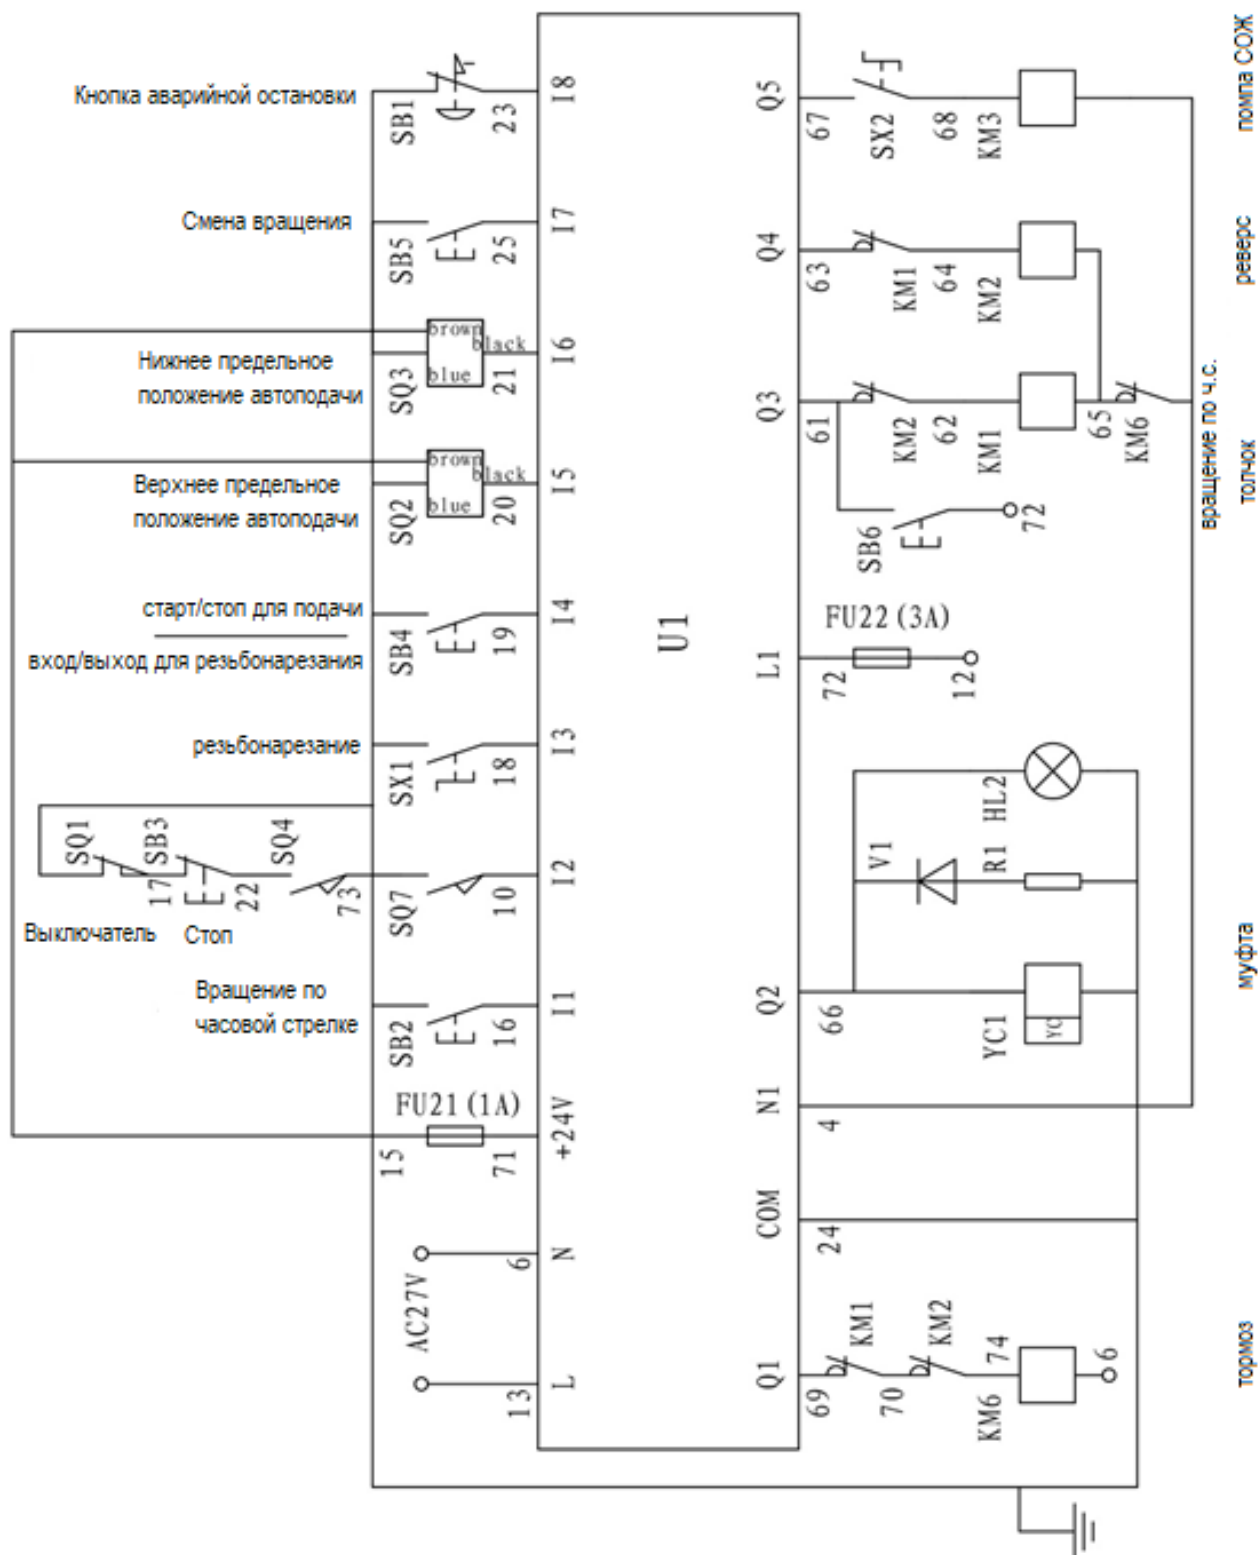 Кнопка аварийной остановки
SB1
23
I8
Смена вращения
SB5
25
I7
Нижнее предельное
положение автоподачи
SQ3
brown
black
blue
21
I6
Верхнее предельное
положение автоподачи
SQ2
brown
black
blue
20
I5
старт/стоп для подачи
вход/выход для резьбонарезания
SB4
19
I4
резьбонарезание
SX1
18
I3
SQ1
17
SB3
22
SQ4
73
SQ7
10
I2
Выключатель
Стоп
Вращение по
часовой стрелке
SB2
16
I1
FU21 (1A)
15
71
+24V
AC27V
6
N
13
L
U1
Q5
67
SX2
68
KM3
помпа СОЖ
Q4
63
KM1
64
KM2
реверс
Q3
61
KM2
62
KM1
65
KM6
вращение по ч.с.
SB6
72
толчок
FU22 (3A)
L1
72
12
HL2
V1
R1
Q2
66
YC1
YC
муфта
N1
4
COM
24
Q1
69
KM1
70
KM2
74
KM6
6
тормоз